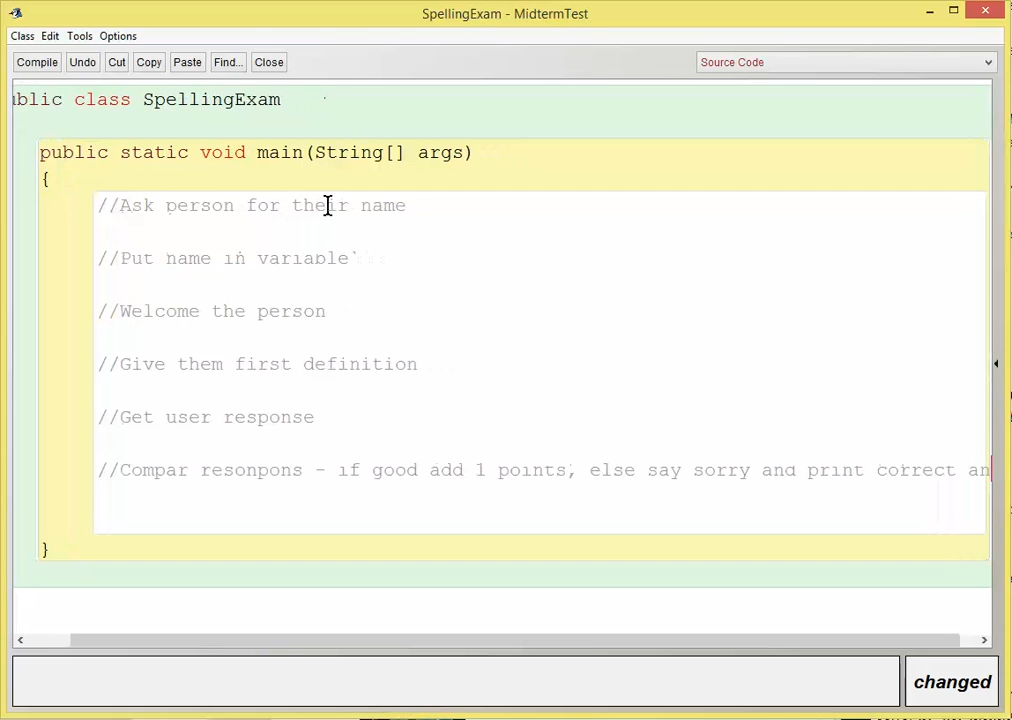 SpellingExam - MidtermTest
Class Edit Tools Options
Compile Undo Cut Copy Paste Find... Close Source Code
ublic class SpellingExam
public static void main(String[] args)
{
//Ask person for their name
//Put name in variable
//Welcome the person
//Give them first definition
//Get user response
//Compar resonpons - if good add 1 points, else say sorry and print correct an
}
changed